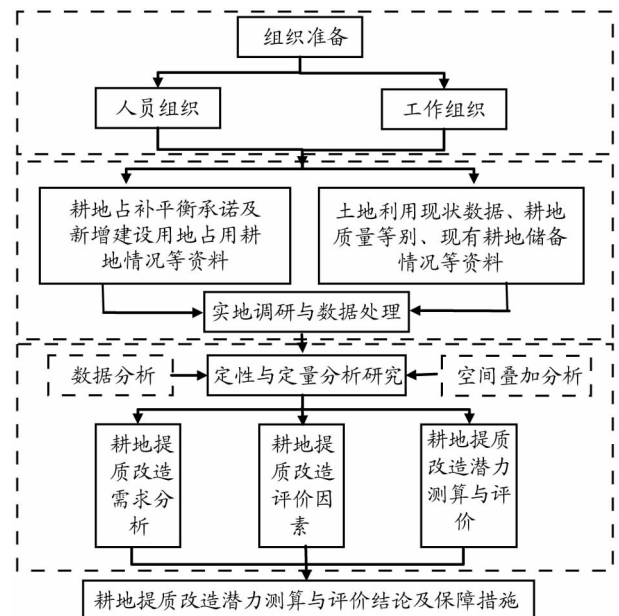 组织准备
人员组织
工作组织
耕地占补平衡承诺及
新增建设用地占用耕
地情况等资料
土地利用现状数据、耕地
质量等别、现有耕地储备
情况等资料
实地调研与数据处理
数据分析
定性与定量分析研究
空间叠加分析
耕地提
质改造
需求分
析
耕地提
质改造
评价因
素
耕地提质
改造潜力
测算与评
价
耕地提质改造潜力测算与评价结论及保障措施